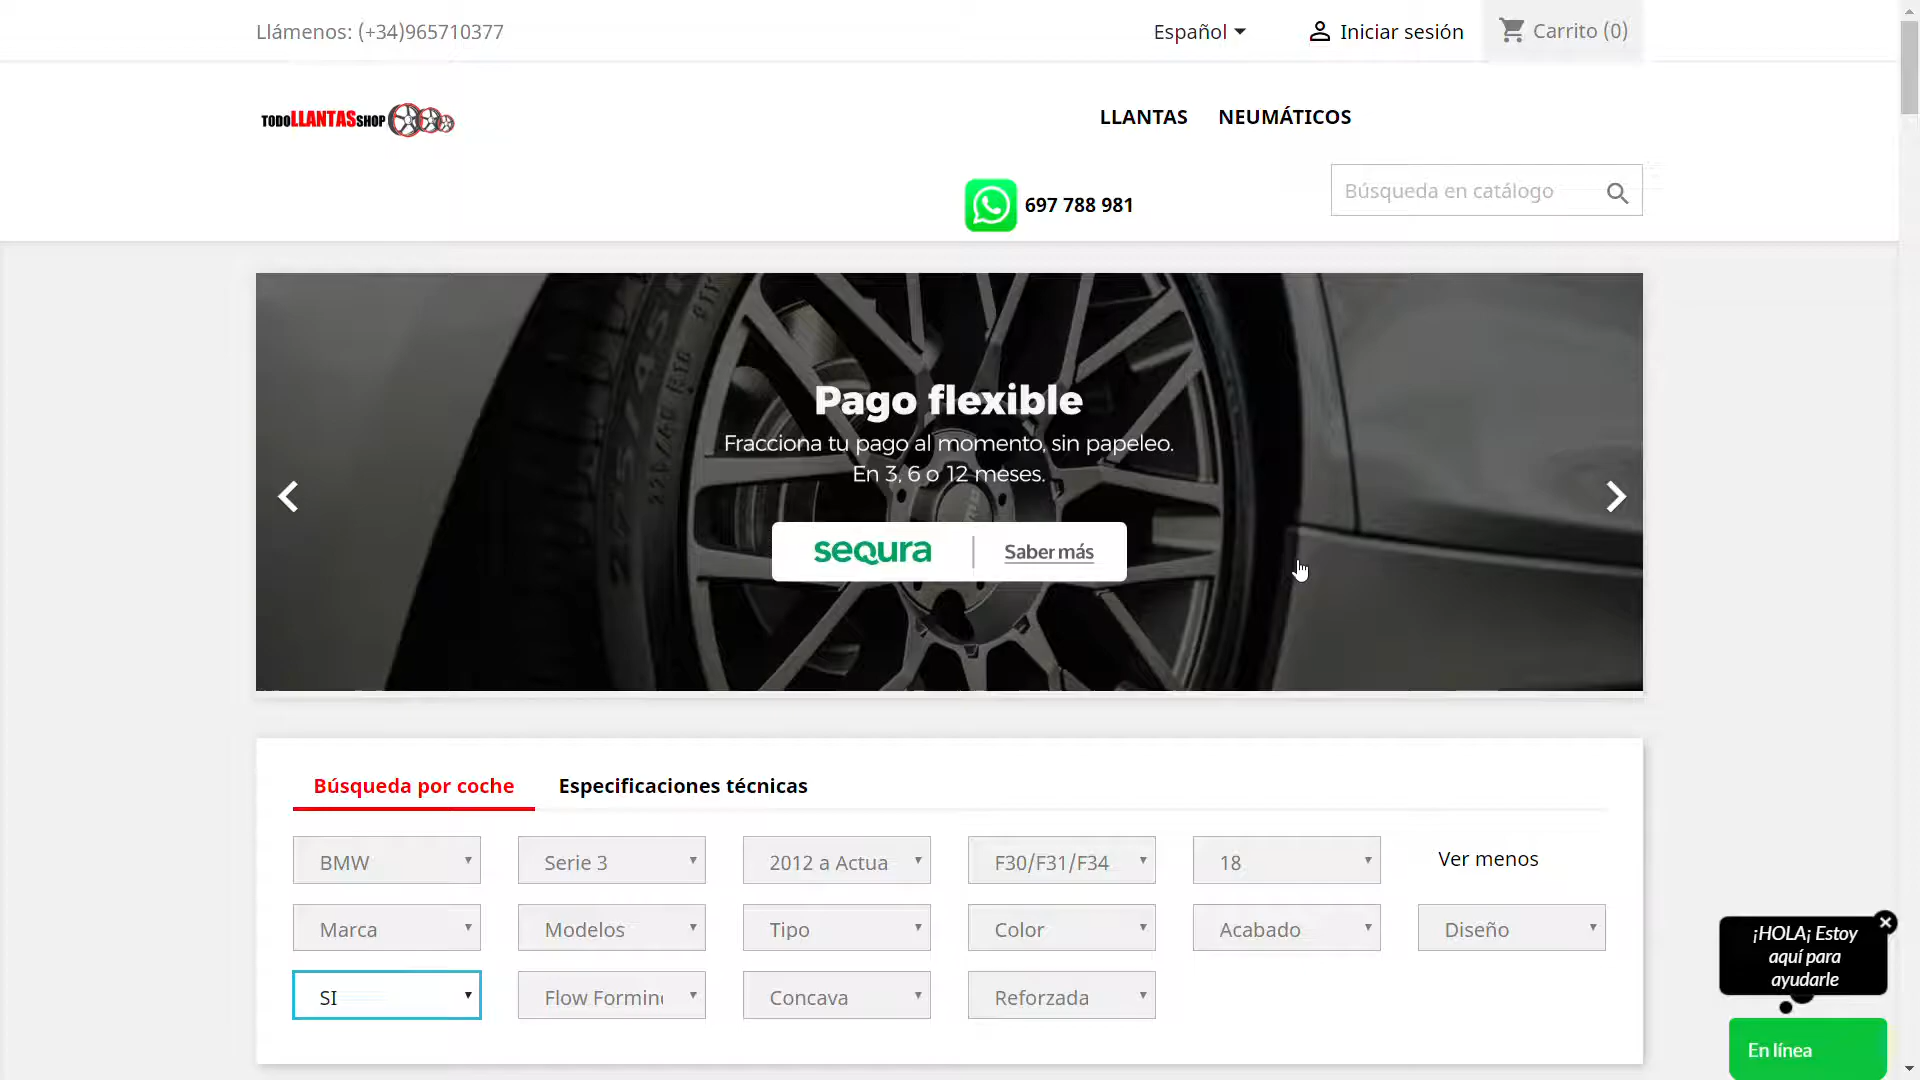 Llámenos: (+34)965710377
Español
Iniciar sesión
Carrito (0)
TODOLLANTASSHOP
LLANTAS
NEUMÁTICOS
697 788 981
Búsqueda en catálogo
Pago flexible
Fracciona tu pago al momento, sin papeleo.
En 3, 6 o 12 meses.
seQura
Saber más
Búsqueda por coche
Especificaciones técnicas
BMW
Serie 3
2012 a Actua
F30/F31/F34
18
Ver menos
Marca
Modelos
Tipo
Color
Acabado
Diseño
SI
Flow Formin
Concava
Reforzada
¡HOLA¡ Estoy
aquí para
ayudarle
En línea